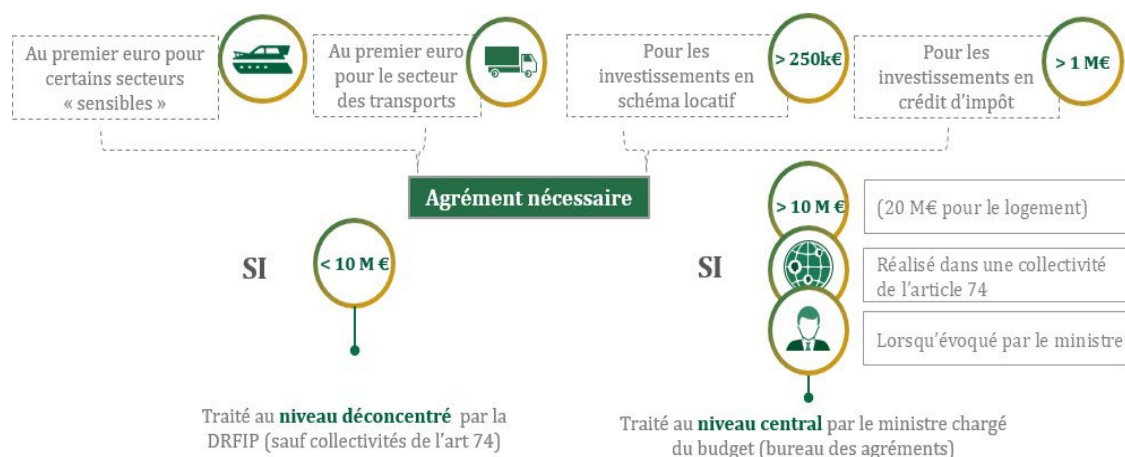 Au premier euro pour
certains secteurs
« sensibles »
Au premier euro
pour le secteur
des transports
Pour les
investissements en
schéma locatif
> 250k€
Pour les
investissements en
crédit d'impôt
> 1 M€
Agrément nécessaire
SI
< 10 M €
SI
> 10 M €
(20 M€ pour le logement)
Réalisé dans une collectivité
de l'article 74
Lorsqu'évoqué par le ministre
Traité au niveau déconcentré par la
DRFIP (sauf collectivités de l'art 74)
Traité au niveau central par le ministre chargé
du budget (bureau des agréments)